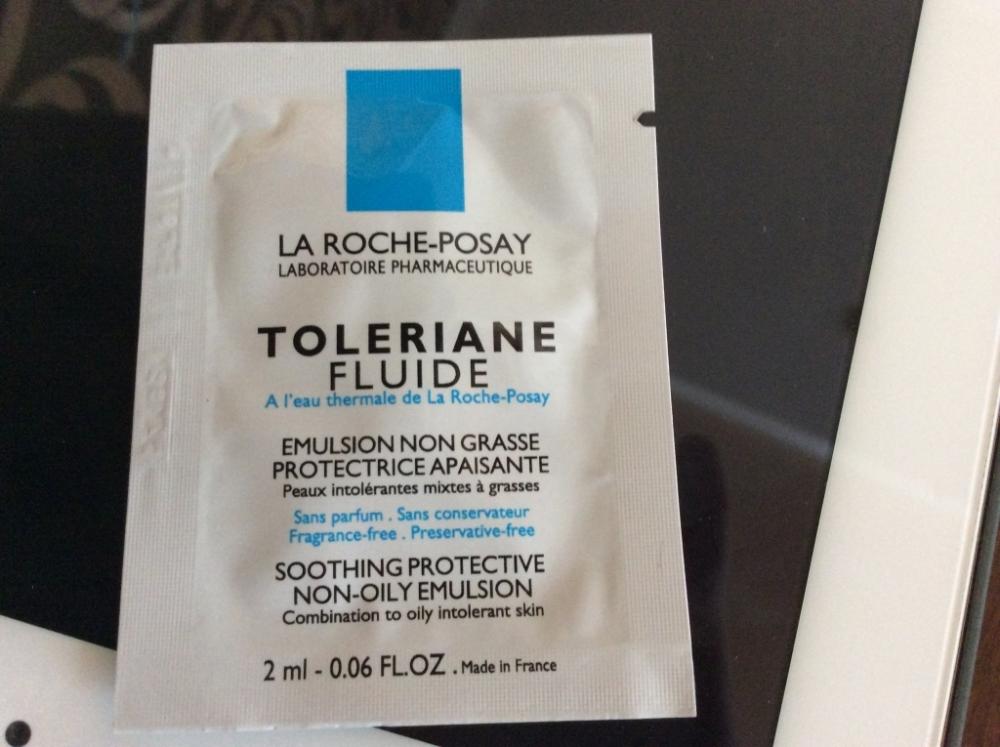 LA ROCHE-POSAY
LABORATOIRE PHARMACEUTIQUE
TOLERIANE
FLUIDE
A l'eau thermale de La Roche-Posay
EMULSION NON GRASSE
PROTECTRICE APAISANTE
Peaux intolérantes mixtes à grasses
Sans parfum . Sans conservateur
Fragrance-free . Preservative-free
SOOTHING PROTECTIVE
NON-OILY EMULSION
Combination to oily intolerant skin
2 ml - 0.06 FL.OZ . Made in France